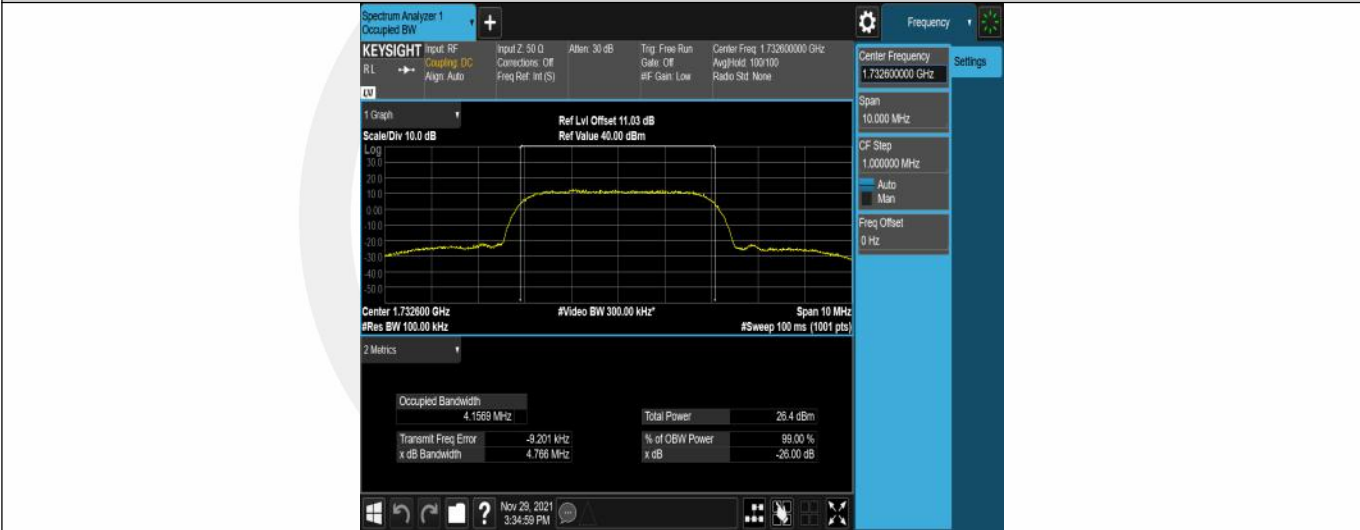 Spectrum Analyzer 1
Occupied BW
+
Frequency
KEYSIGHT
RL
Input: RF
Coupling: DC
Align: Auto
Input Z: 50 Ω
Corrections: Off
Freq Ref: Int (S)
Atten: 30 dB
Trig: Free Run
Gate: Off
#IF Gain: Low
Center Freq: 1.732600000 GHz
Avg|Hold: 100/100
Radio Std: None
LXI
Center Frequency
1.732600000 GHz
Settings
Span
10.000 MHz
CF Step
1.000000 MHz
Auto
Man
Freq Offset
0 Hz
1 Graph
Scale/Div 10.0 dB
Ref Lvl Offset 11.03 dB
Ref Value 40.00 dBm
Log
30.0
20.0
10.0
0.00
-10.0
-20.0
-30.0
-40.0
-50.0
Center 1.732600 GHz
#Res BW 100.00 kHz
#Video BW 300.00 kHz*
Span 10 MHz
#Sweep 100 ms (1001 pts)
2 Metrics
Occupied Bandwidth
4.1569 MHz
Total Power 26.4 dBm
Transmit Freq Error -9.201 kHz
% of OBW Power 99.00 %
x dB Bandwidth 4.766 MHz
x dB -26.00 dB
?
Nov 29, 2021
3:34:59 PM